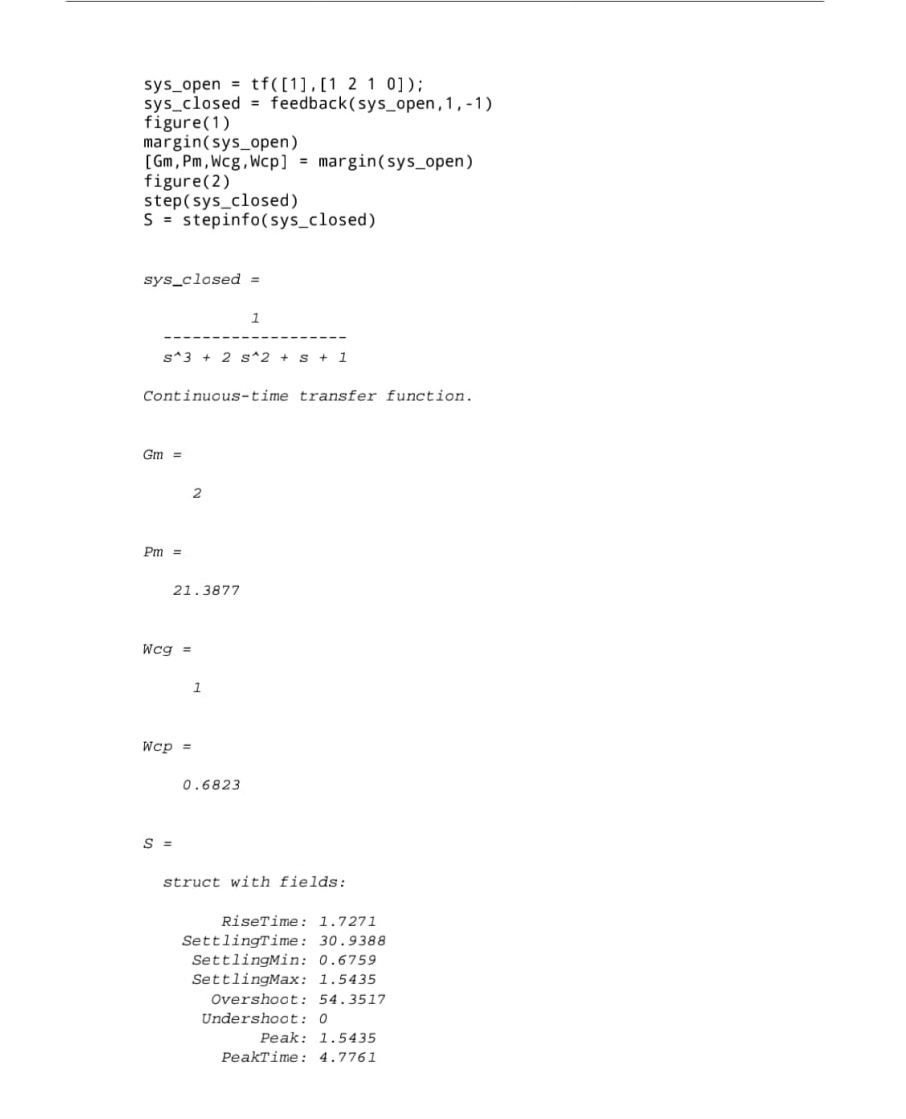 sys_open = tf([1],[1 2 1 0]);
sys_closed = feedback(sys_open,1,-1)
figure(1)
margin(sys_open)
[Gm,Pm,Wcg,Wcp] = margin(sys_open)
figure(2)
step(sys_closed)
S = stepinfo(sys_closed)
sys_closed =
1
-------------------
s^3 + 2 s^2 + s + 1
Continuous-time transfer function.
Gm =
2
Pm =
21.3877
Wcg =
1
Wcp =
0.6823
S =
struct with fields:
RiseTime: 1.7271
SettlingTime: 30.9388
SettlingMin: 0.6759
SettlingMax: 1.5435
Overshoot: 54.3517
Undershoot: 0
Peak: 1.5435
PeakTime: 4.7761